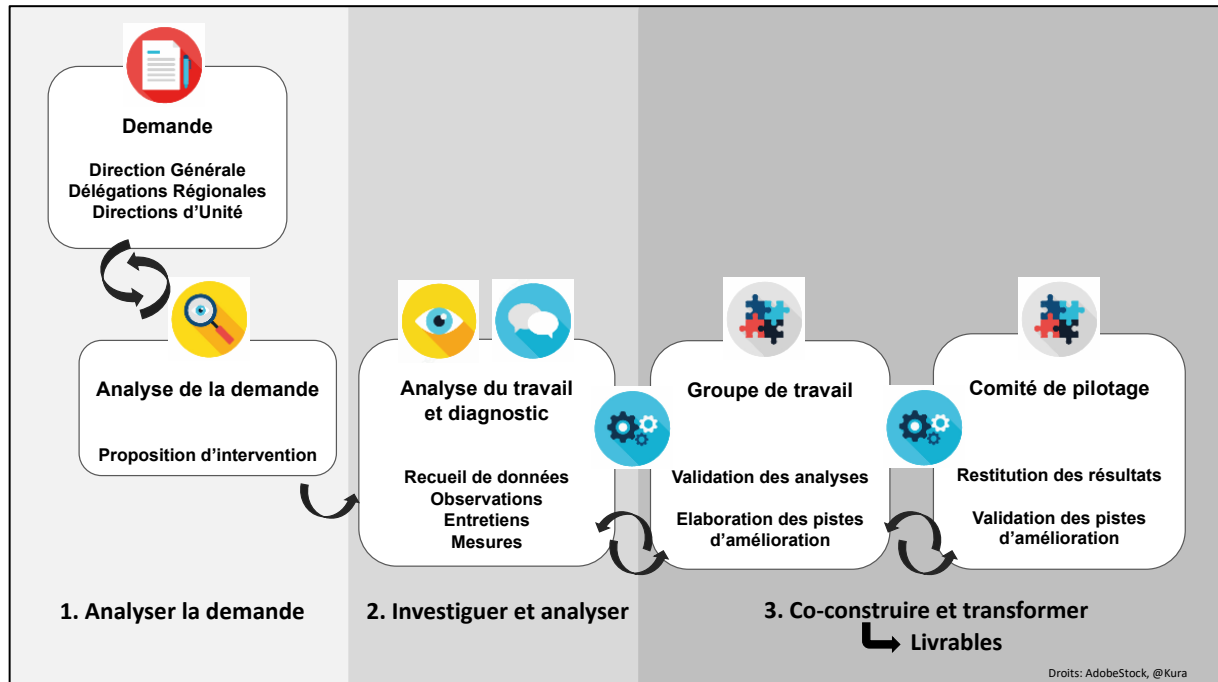 Demande
Direction Générale
Délégations Régionales
Directions d'Unité
Analyse de la demande
Proposition d'intervention
Analyse du travail
et diagnostic
Recueil de données
Observations
Entretiens
Mesures
Groupe de travail
Validation des analyses
Elaboration des pistes
d'amélioration
Comité de pilotage
Restitution des résultats
Validation des pistes
d'amélioration
1. Analyser la demande
2. Investiguer et analyser
3. Co-construire et transformer
Livrables
Droits: AdobeStock, @Kura